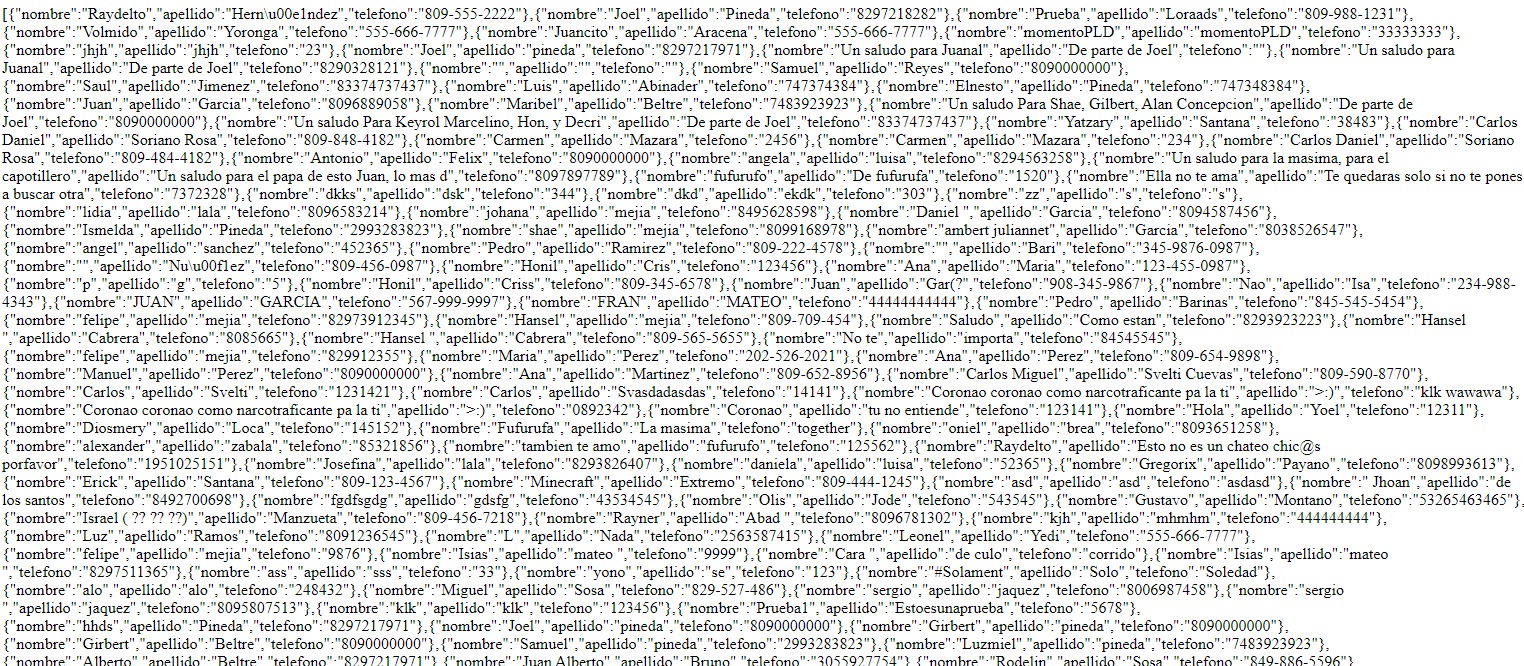 [{"nombre":"Raydelto","apellido":"Hern\u00e1ndez","telefono":"809-555-2222"},{"nombre":"Joel","apellido":"Pineda","telefono":"8297218282"},{"nombre":"Prueba","apellido":"Loraads","telefono":"809-988-1231"},
{"nombre":"Volmido","apellido":"Yoronga","telefono":"555-666-7777"},{"nombre":"Juancito","apellido":"Aracena","telefono":"555-666-7777"},{"nombre":"momentoPLD","apellido":"momentoPLD","telefono":"33333333"},
{"nombre":"jhjh","apellido":"jhjh","telefono":"23"},{"nombre":"Joel","apellido":"pineda","telefono":"8297217971"},{"nombre":"Un saludo para Juanal","apellido":"De parte de Joel","telefono":""},{"nombre":"Un saludo para
Juanal","apellido":"De parte de Joel","telefono":"8290328121"},{"nombre":"","apellido":"","telefono":""},{"nombre":"Samuel","apellido":"Reyes","telefono":"8090000000"},
{"nombre":"Saul","apellido":"Jimenez","telefono":"83374737437"},{"nombre":"Luis","apellido":"Abinader","telefono":"747374384"},{"nombre":"Elnesto","apellido":"Pineda","telefono":"747348384"},
{"nombre":"Juan","apellido":"Garcia","telefono":"8096889058"},{"nombre":"Maribel","apellido":"Beltre","telefono":"7483923923"},{"nombre":"Un saludo Para Shae, Gilbert, Alan Concepcion","apellido":"De parte de
Joel","telefono":"8090000000"},{"nombre":"Un saludo Para Keyrol Marcelino, Hon, y Decri","apellido":"De parte de Joel","telefono":"83374737437"},{"nombre":"Yatzary","apellido":"Santana","telefono":"38483"},{"nombre":"Carlos
Daniel","apellido":"Soriano Rosa","telefono":"809-848-4182"},{"nombre":"Carmen","apellido":"Mazara","telefono":"2456"},{"nombre":"Carmen","apellido":"Mazara","telefono":"234"},{"nombre":"Carlos Daniel","apellido":"Soriano
Rosa","telefono":"809-484-4182"},{"nombre":"Antonio","apellido":"Felix","telefono":"8090000000"},{"nombre":"angela","apellido":"luisa","telefono":"8294563258"},{"nombre":"Un saludo para la masima, para el
capotillero","apellido":"Un saludo para el papa de esto Juan, lo mas d","telefono":"8097897789"},{"nombre":"fufurufo","apellido":"De fufurufa","telefono":"1520"},{"nombre":"Ella no te ama","apellido":"Te quedaras solo si no te pones
a buscar otra","telefono":"7372328"},{"nombre":"dkks","apellido":"dsk","telefono":"344"},{"nombre":"dkd","apellido":"ekdk","telefono":"303"},{"nombre":"zz","apellido":"s","telefono":"s"},
{"nombre":"lidia","apellido":"lala","telefono":"8096583214"},{"nombre":"johana","apellido":"mejia","telefono":"8495628598"},{"nombre":"Daniel ","apellido":"Garcia","telefono":"8094587456"},
{"nombre":"Ismelda","apellido":"Pineda","telefono":"2993283823"},{"nombre":"shae","apellido":"mejia","telefono":"8099168978"},{"nombre":"ambert juliannet","apellido":"Garcia","telefono":"8038526547"},
{"nombre":"angel","apellido":"sanchez","telefono":"452365"},{"nombre":"Pedro","apellido":"Ramirez","telefono":"809-222-4578"},{"nombre":"","apellido":"Bari","telefono":"345-9876-0987"},
{"nombre":"","apellido":"Nu\u00f1ez","telefono":"809-456-0987"},{"nombre":"Honil","apellido":"Cris","telefono":"123456"},{"nombre":"Ana","apellido":"Maria","telefono":"123-455-0987"},
{"nombre":"p","apellido":"g","telefono":"5"},{"nombre":"Honil","apellido":"Criss","telefono":"809-345-6578"},{"nombre":"Juan","apellido":"Gar(?","telefono":"908-345-9867"},{"nombre":"Nao","apellido":"Isa","telefono":"234-988-
4343"},{"nombre":"JUAN","apellido":"GARCIA","telefono":"567-999-9997"},{"nombre":"FRAN","apellido":"MATEO","telefono":"44444444444"},{"nombre":"Pedro","apellido":"Barinas","telefono":"845-545-5454"},
{"nombre":"felipe","apellido":"mejia","telefono":"82973912345"},{"nombre":"Hansel","apellido":"mejia","telefono":"809-709-454"},{"nombre":"Saludo","apellido":"Como estan","telefono":"8293923223"},{"nombre":"Hansel
","apellido":"Cabrera","telefono":"8085665"},{"nombre":"Hansel ","apellido":"Cabrera","telefono":"809-565-5655"},{"nombre":"No te","apellido":"importa","telefono":"84545545"},
{"nombre":"felipe","apellido":"mejia","telefono":"829912355"},{"nombre":"Maria","apellido":"Perez","telefono":"202-526-2021"},{"nombre":"Ana","apellido":"Perez","telefono":"809-654-9898"},
{"nombre":"Manuel","apellido":"Perez","telefono":"8090000000"},{"nombre":"Ana","apellido":"Martinez","telefono":"809-652-8956"},{"nombre":"Carlos Miguel","apellido":"Svelti Cuevas","telefono":"809-590-8770"},
{"nombre":"Carlos","apellido":"Svelti","telefono":"1231421"},{"nombre":"Carlos","apellido":"Svasdadasdas","telefono":"14141"},{"nombre":"Coronao coronao como narcotraficante pa la ti","apellido":">:)","telefono":"klk wawawa"},
{"nombre":"Coronao coronao como narcotraficante pa la ti","apellido":">:)","telefono":"0892342"},{"nombre":"Coronao","apellido":"tu no entiende","telefono":"123141"},{"nombre":"Hola","apellido":"Yoel","telefono":"12311"},
{"nombre":"Diosmery","apellido":"Loca","telefono":"145152"},{"nombre":"Fufurufa","apellido":"La masima","telefono":"together"},{"nombre":"oniel","apellido":"brea","telefono":"8093651258"},
{"nombre":"alexander","apellido":"zabala","telefono":"85321856"},{"nombre":"tambien te amo","apellido":"fufurufo","telefono":"125562"},{"nombre":"Raydelto","apellido":"Esto no es un chateo chic@s
porfavor","telefono":"1951025151"},{"nombre":"Josefina","apellido":"lala","telefono":"8293826407"},{"nombre":"daniela","apellido":"luisa","telefono":"52365"},{"nombre":"Gregorix","apellido":"Payano","telefono":"8098993613"},
{"nombre":"Erick","apellido":"Santana","telefono":"809-123-4567"},{"nombre":"Minecraft","apellido":"Extremo","telefono":"809-444-1245"},{"nombre":"asd","apellido":"asd","telefono":"asdasd"},{"nombre":" Jhoan","apellido":"de
los santos","telefono":"8492700698"},{"nombre":"fgdfsgdg","apellido":"gdsfg","telefono":"43534545"},{"nombre":"Olis","apellido":"Jode","telefono":"543545"},{"nombre":"Gustavo","apellido":"Montano","telefono":"53265463465"},
{"nombre":"Israel ( ?? ?? ??)","apellido":"Manzueta","telefono":"809-456-7218"},{"nombre":"Rayner","apellido":"Abad ","telefono":"8096781302"},{"nombre":"kjh","apellido":"mhmhm","telefono":"444444444"},
{"nombre":"Luz","apellido":"Ramos","telefono":"8091236545"},{"nombre":"L","apellido":"Nada","telefono":"2563587415"},{"nombre":"Leonel","apellido":"Yedi","telefono":"555-666-7777"},
{"nombre":"felipe","apellido":"mejia","telefono":"9876"},{"nombre":"Isias","apellido":"mateo ","telefono":"9999"},{"nombre":"Cara ","apellido":"de culo","telefono":"corrido"},{"nombre":"Isias","apellido":"mateo
","telefono":"8297511365"},{"nombre":"ass","apellido":"sss","telefono":"33"},{"nombre":"yono","apellido":"se","telefono":"123"},{"nombre":"#Solament","apellido":"Solo","telefono":"Soledad"},
{"nombre":"alo","apellido":"alo","telefono":"248432"},{"nombre":"Miguel","apellido":"Sosa","telefono":"829-527-486"},{"nombre":"sergio","apellido":"jaquez","telefono":"8006987458"},{"nombre":"sergio
","apellido":"jaquez","telefono":"8095807513"},{"nombre":"klk","apellido":"klk","telefono":"123456"},{"nombre":"Prueba1","apellido":"Estoesunaprueba","telefono":"5678"},
{"nombre":"hhds","apellido":"Pineda","telefono":"8297217971"},{"nombre":"Joel","apellido":"pineda","telefono":"8090000000"},{"nombre":"Girbert","apellido":"pineda","telefono":"8090000000"},
{"nombre":"Girbert","apellido":"Beltre","telefono":"8090000000"},{"nombre":"Samuel","apellido":"pineda","telefono":"2993283823"},{"nombre":"Luzmiel","apellido":"pineda","telefono":"7483923923"},
{"nombre":"Alberto","apellido":"Beltre","telefono":"8297217971"},{"nombre":"Juan Alberto","apellido":"Bruno","telefono":"3055927754"},{"nombre":"Rodelin","apellido":"Sosa","telefono":"849-886-5596"}